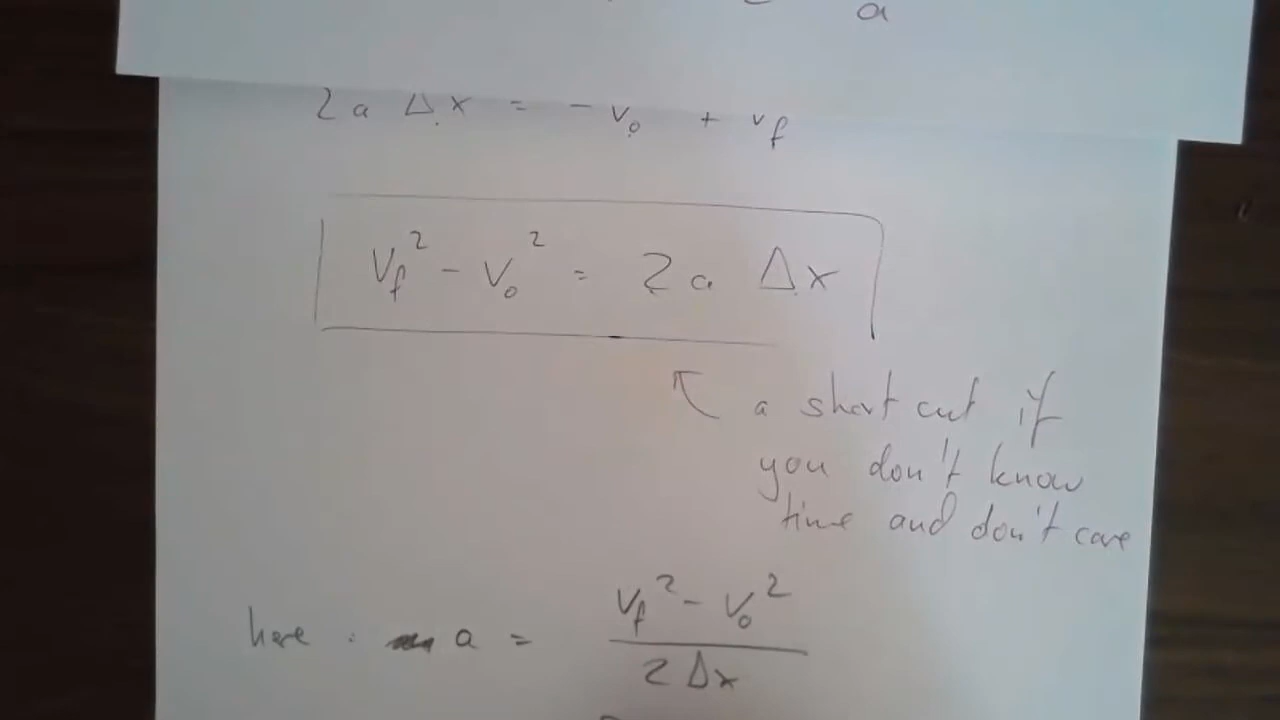 a
2 a Δx = - v₀ + v_f
v_f² - v₀² = 2 a Δx
a short cut if
you don't know
time and don't care
here : a = (v_f² - v₀²) / (2 Δx)